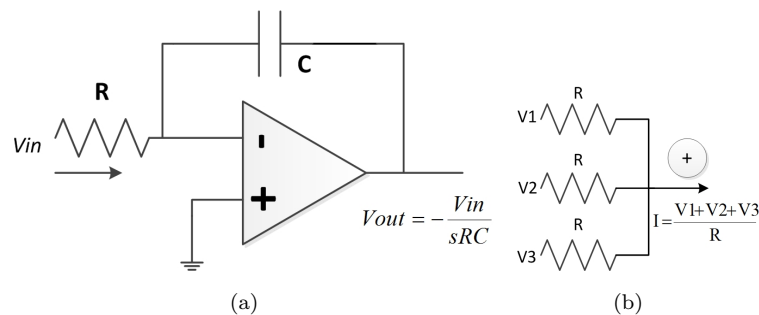 C
R
Vin
-
+
Vout = - Vin / sRC
(a)
R
V1
+
R
V2
I = V1+V2+V3 / R
R
V3
(b)